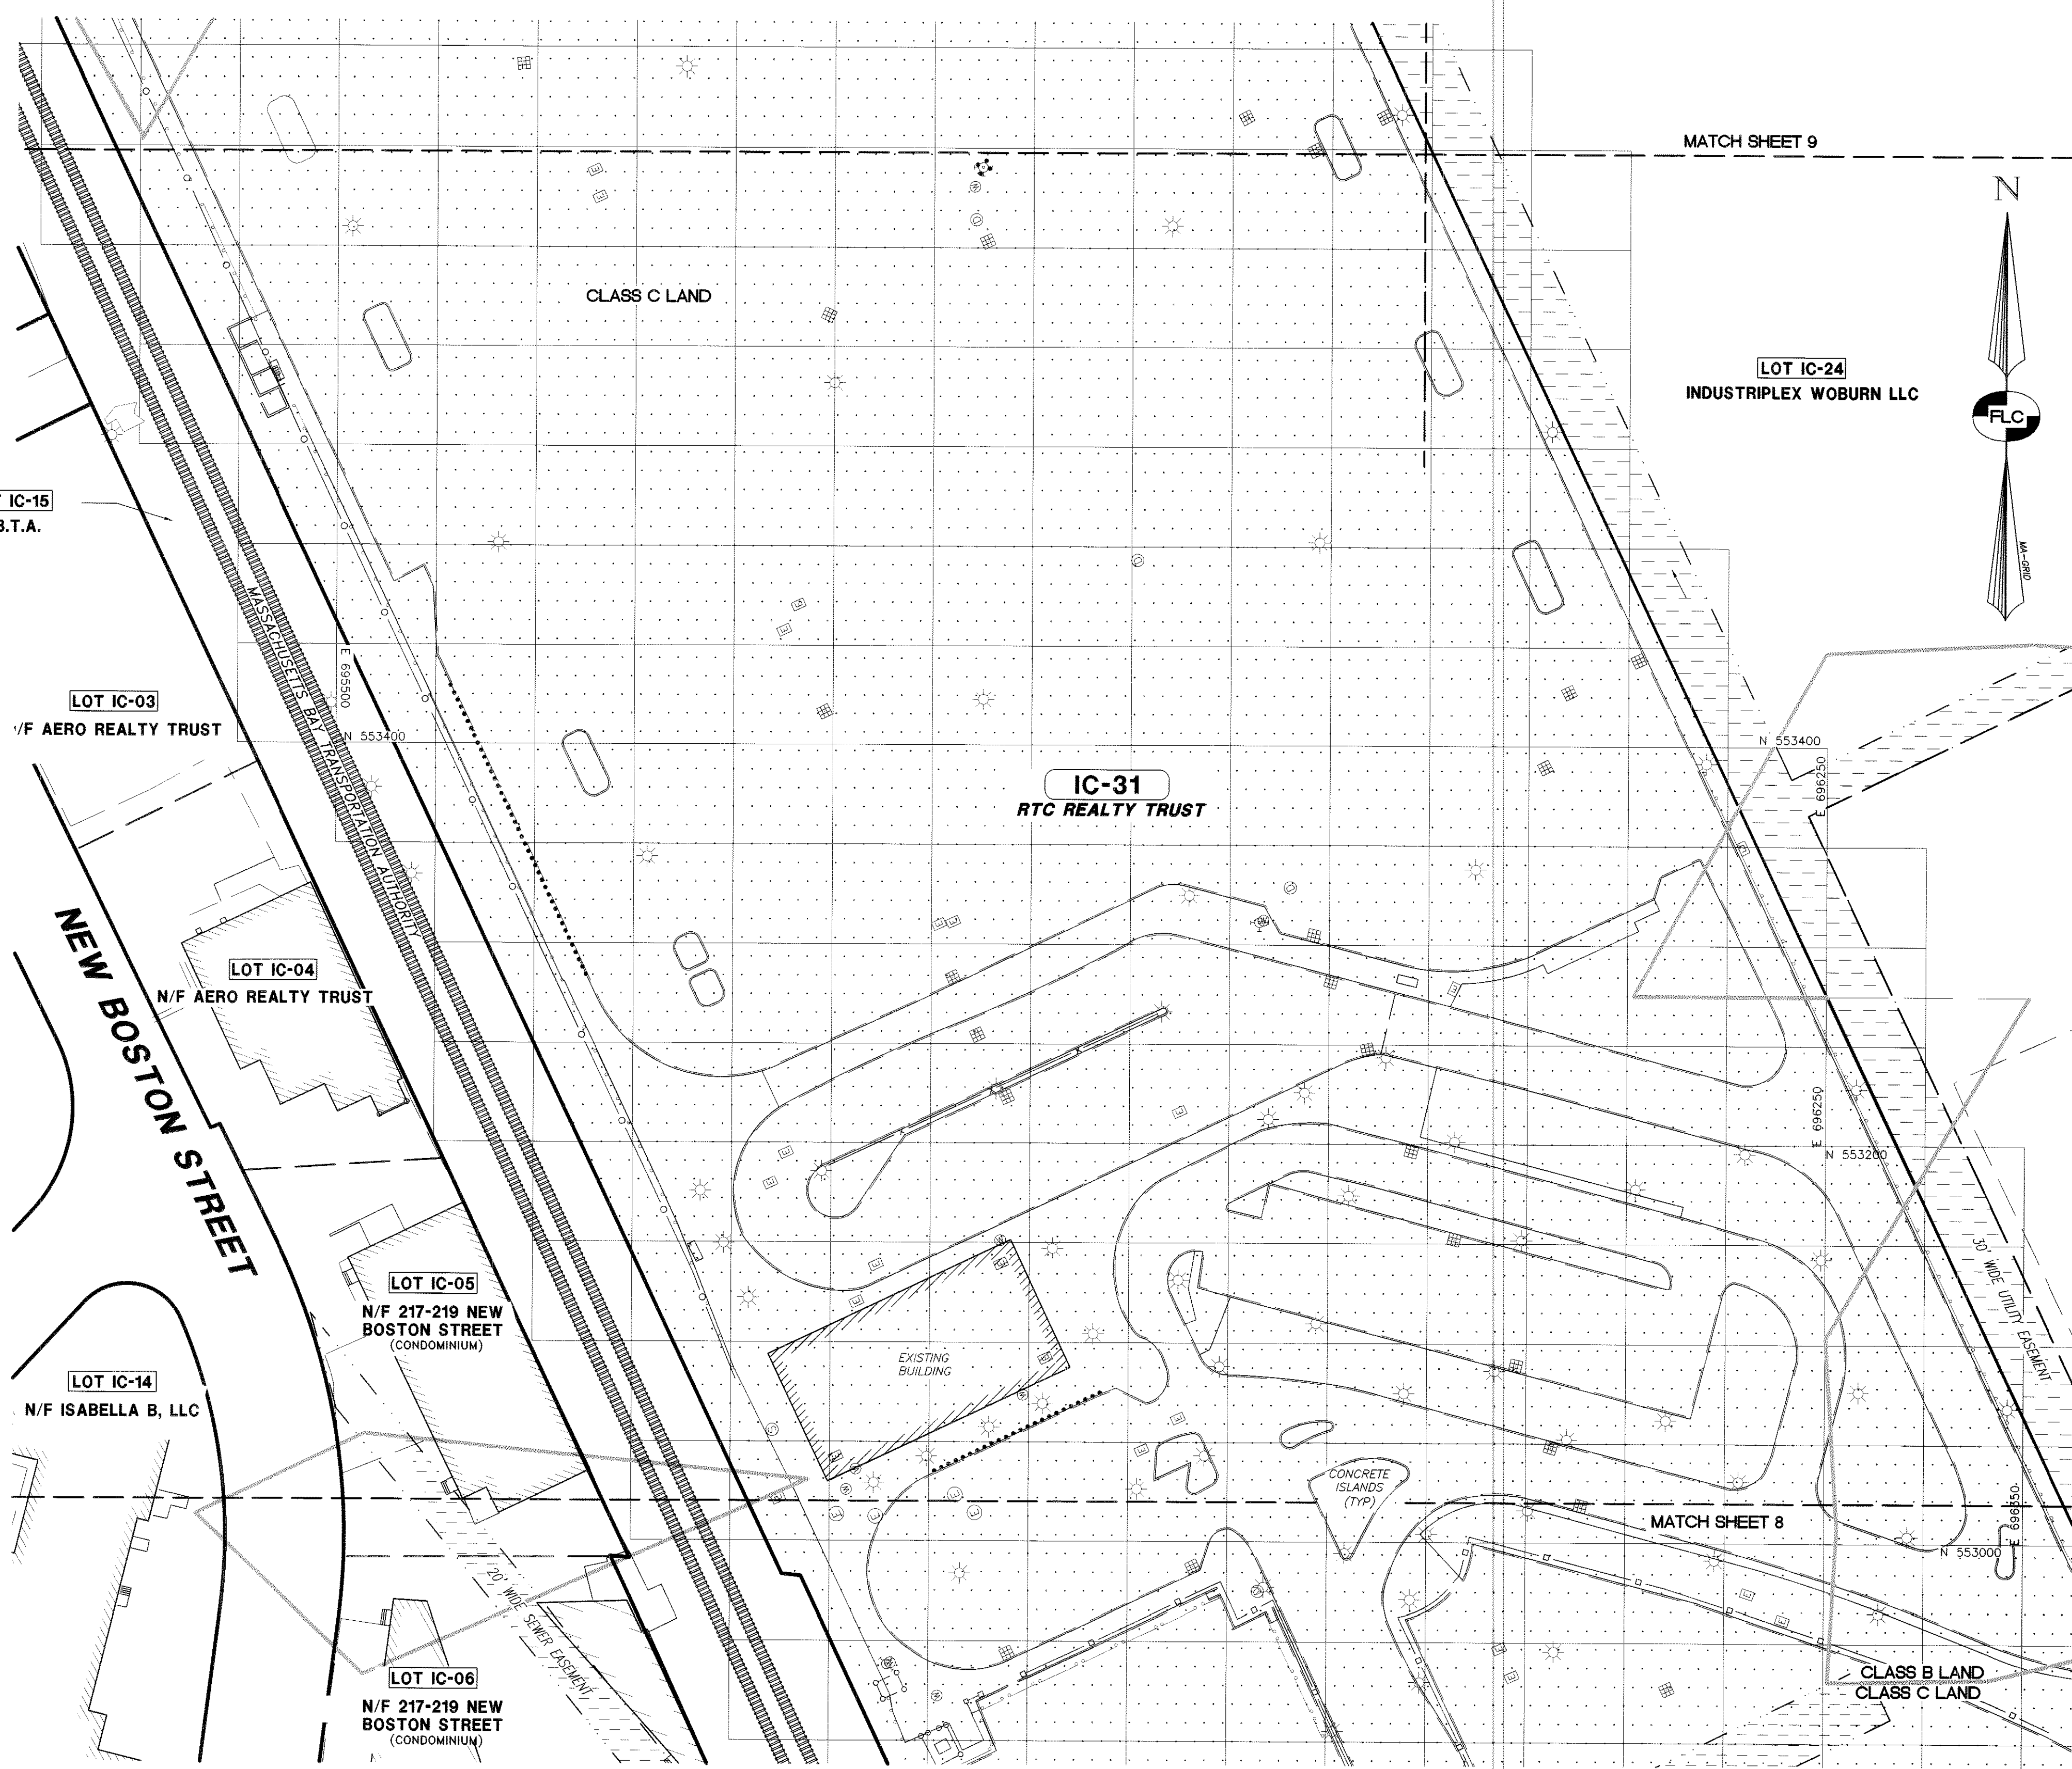 MATCH SHEET 9
N
CLASS C LAND
LOT IC-24
INDUSTRIPLEX WOBURN LLC
FLC
MA-GRID
IC-15
B.T.A.
MASSACHUSETTS BAY TRANSPORTATION AUTHORITY
E 695500
N 553400
LOT IC-03
/F AERO REALTY TRUST
N 553400
E 696250
IC-31
RTC REALTY TRUST
NEW BOSTON STREET
LOT IC-04
N/F AERO REALTY TRUST
E 696250
N 553200
30' WIDE UTILITY EASEMENT
LOT IC-05
N/F 217-219 NEW
BOSTON STREET
(CONDOMINIUM)
EXISTING
BUILDING
LOT IC-14
N/F ISABELLA B, LLC
CONCRETE
ISLANDS
(TYP)
MATCH SHEET 8
E 696350
N 553000
20' WIDE SEWER EASEMENT
LOT IC-06
N/F 217-219 NEW
BOSTON STREET
(CONDOMINIUM)
CLASS B LAND
CLASS C LAND